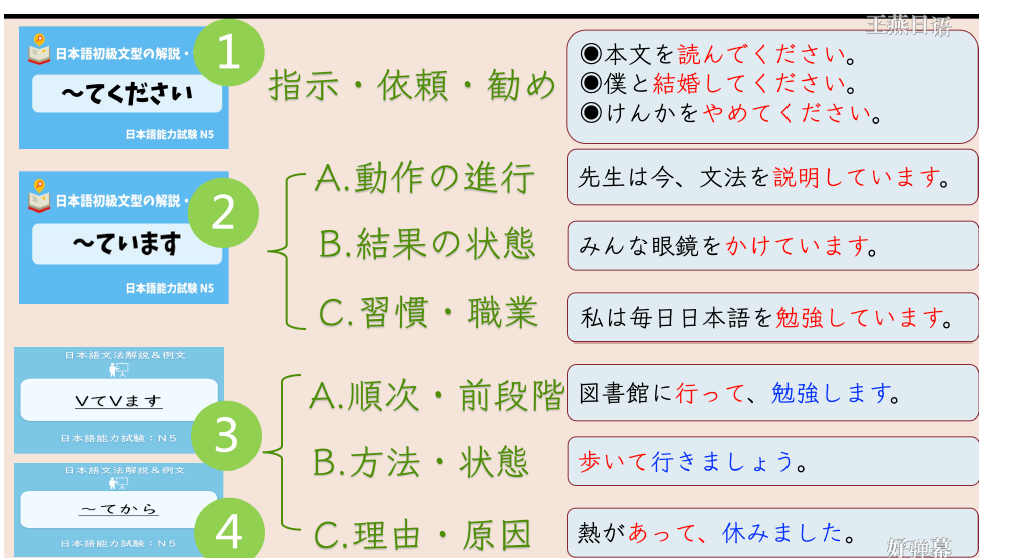 王燕日语
日本語初級文型の解説・
1
～てください
日本語能力試験 N5
指示・依頼・勧め
◉本文を読んでください。
◉僕と結婚してください。
◉けんかをやめてください。
日本語初級文型の解説・
2
～ています
日本語能力試験 N5
A.動作の進行
先生は今、文法を説明しています。
B.結果の状態
みんな眼鏡をかけています。
C.習慣・職業
私は毎日日本語を勉強しています。
日本語文法解説&例文
VてVます
日本語能力試験：N5
3
A.順次・前段階
図書館に行って、勉強します。
B.方法・状態
歩いて行きましょう。
日本語文法解説&例文
～てから
日本語能力試験：N5
4
C.理由・原因
熱があって、休みました。
好弹幕